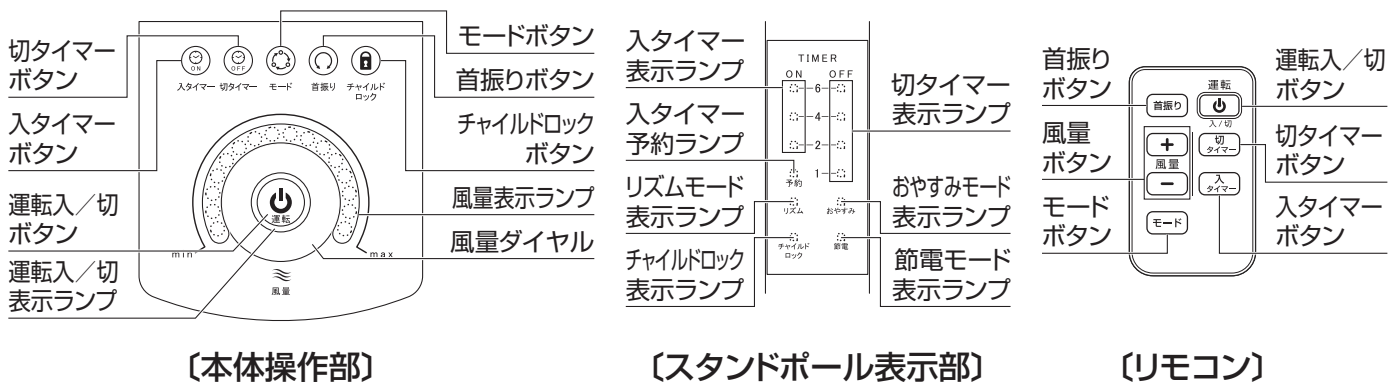 切タイマー
ボタン
入タイマー
ボタン
運転入／切
ボタン
運転入／切
表示ランプ
ON
OFF
入タイマー 切タイマー モード 首振り チャイルド
ロック
運転
min
max
風量
モードボタン
首振りボタン
チャイルドロック
ボタン
風量表示ランプ
風量ダイヤル
〔本体操作部〕
入タイマー
表示ランプ
入タイマー
予約ランプ
リズムモード
表示ランプ
チャイルドロック
表示ランプ
TIMER
ON OFF
6
4
2
1
予約
リズム おやすみ
チャイルド
ロック
節電
切タイマー
表示ランプ
おやすみモード
表示ランプ
節電モード
表示ランプ
〔スタンドポール表示部〕
首振り
ボタン
風量
ボタン
モード
ボタン
運転
首振り
入/切
+
風量
−
切
タイマー
入
タイマー
モード
運転入／切
ボタン
切タイマー
ボタン
入タイマー
ボタン
〔リモコン〕